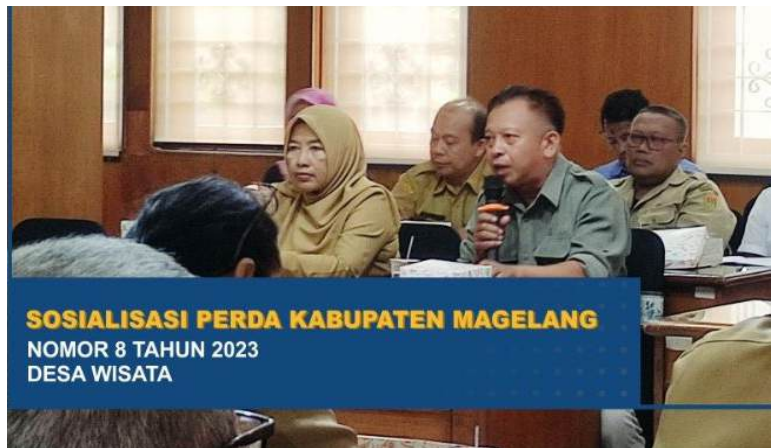 SOSIALISASI PERDA KABUPATEN MAGELANG
NOMOR 8 TAHUN 2023
DESA WISATA